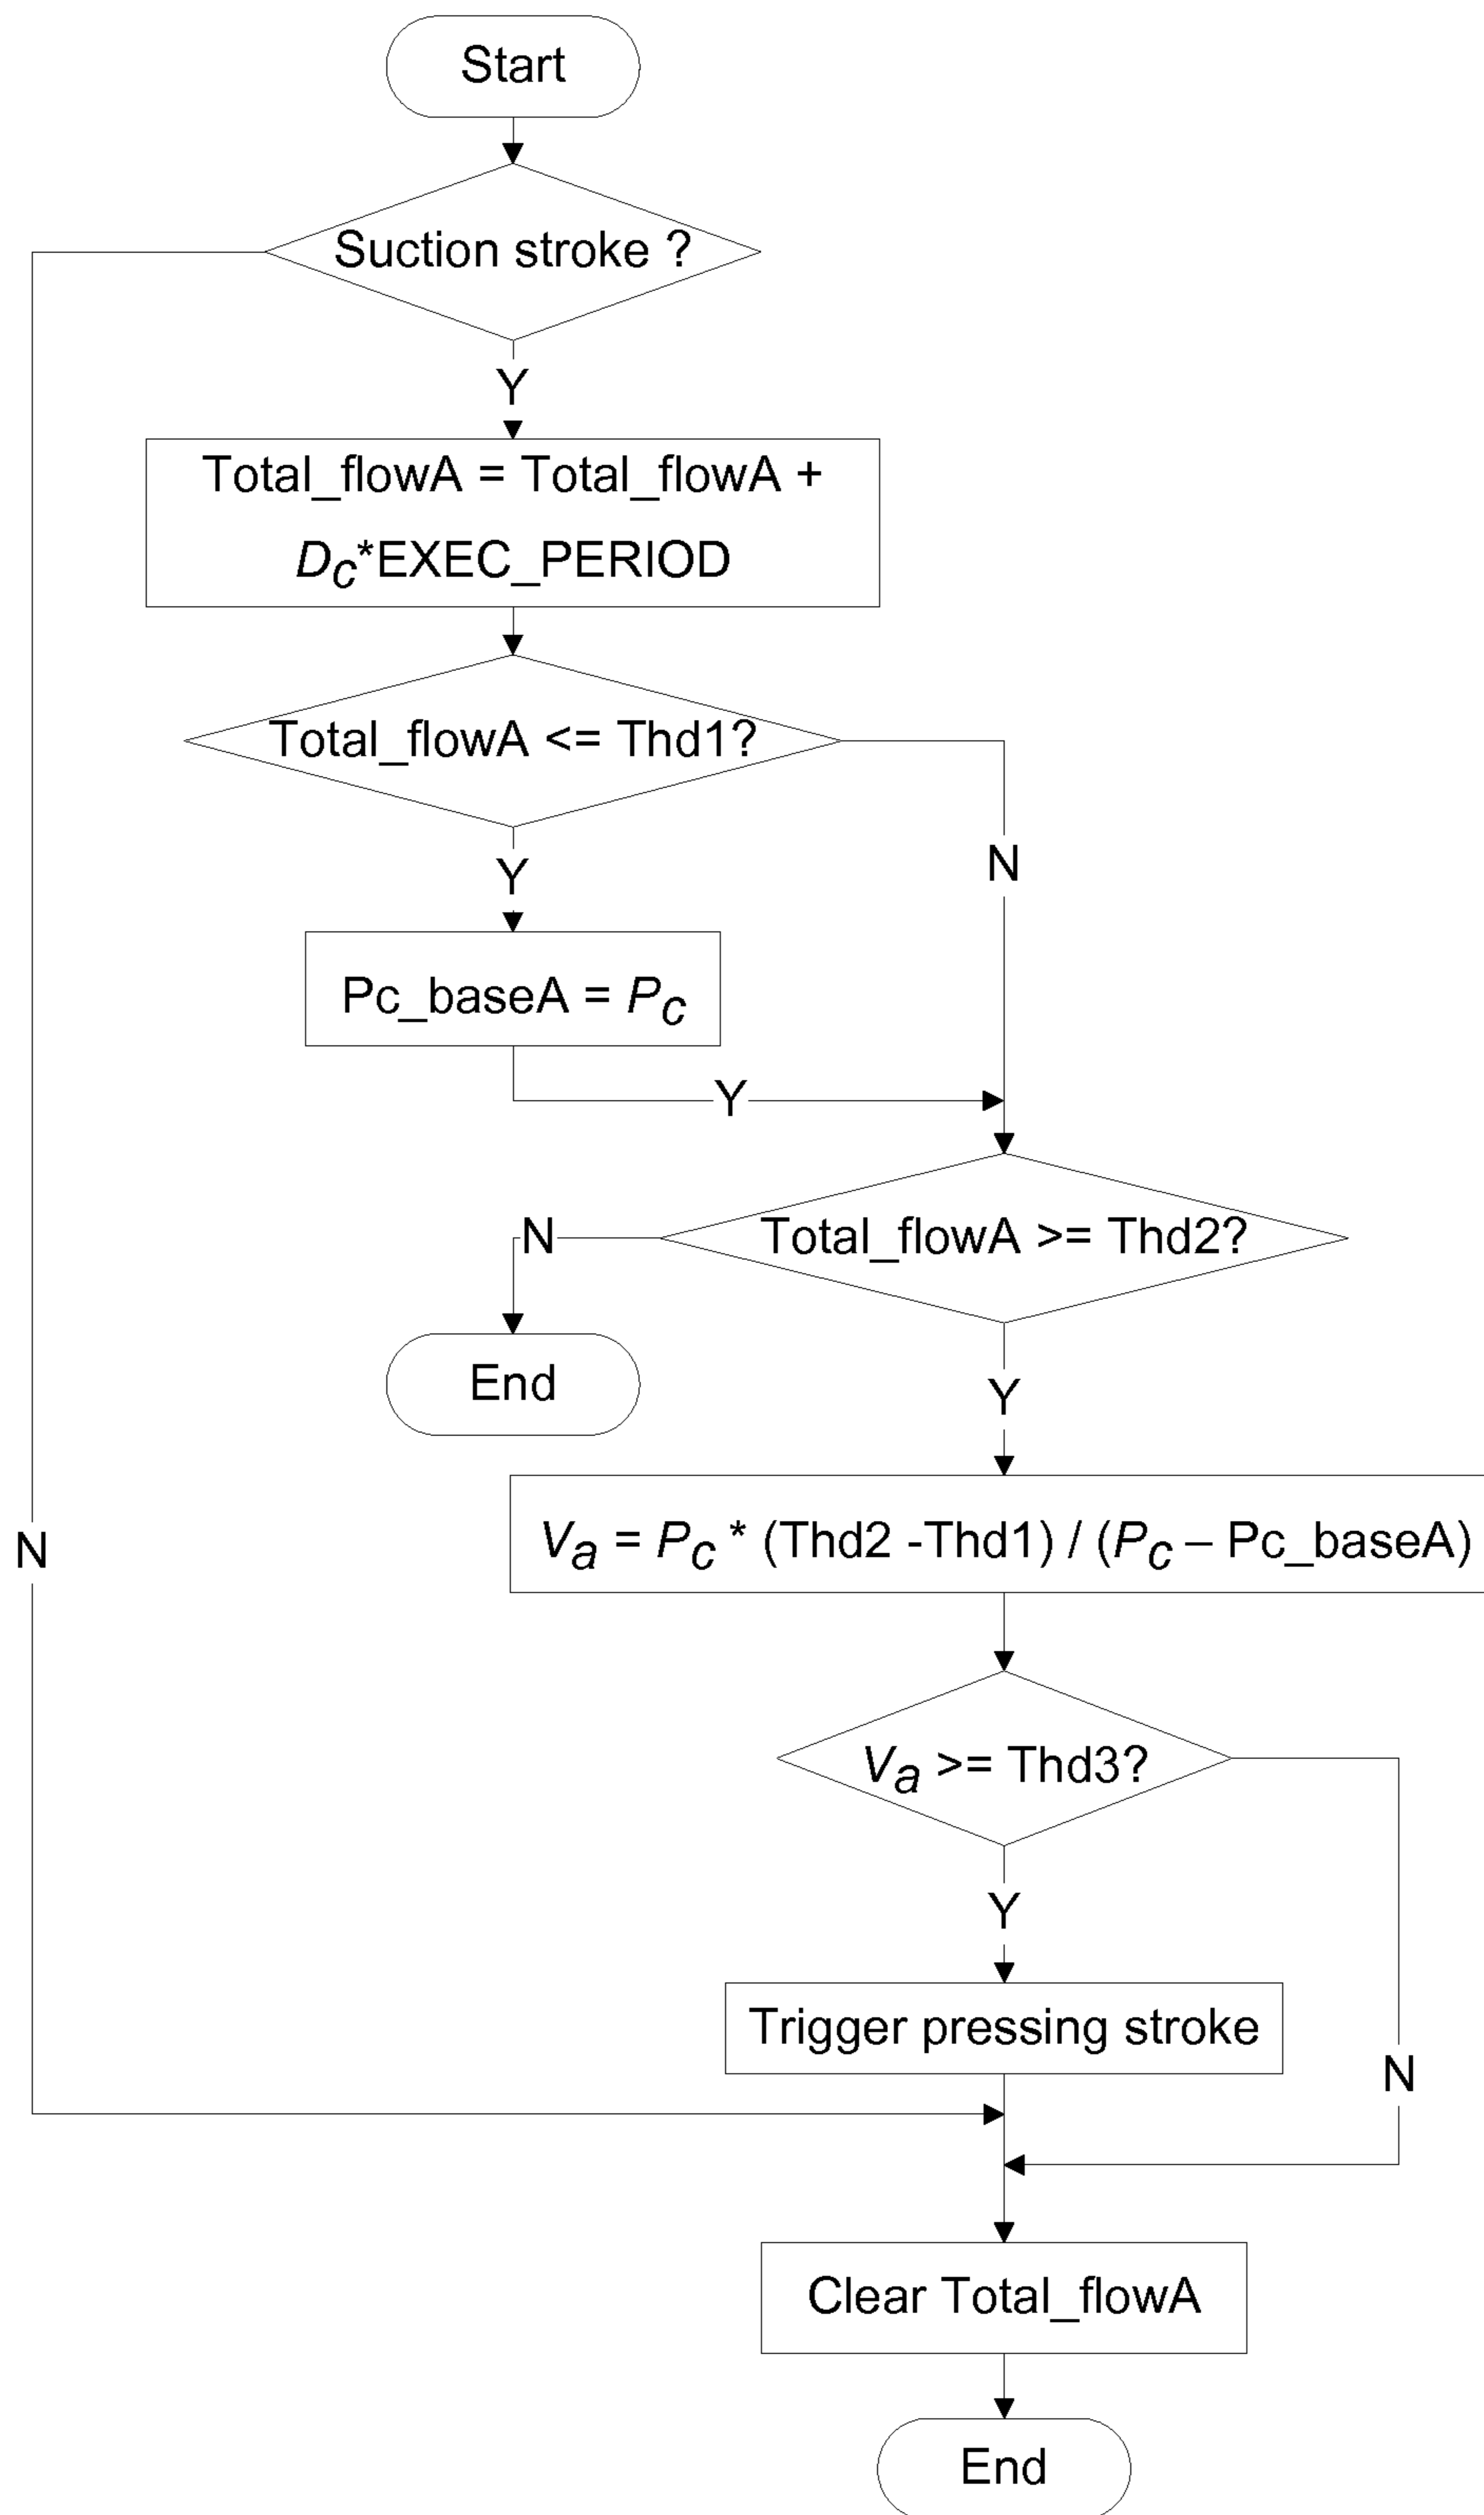 Start
Suction stroke ?
Y
Total_flowA = Total_flowA +
Dc*EXEC_PERIOD
Total_flowA <= Thd1?
N
Y
Pc_baseA = Pc
Y
Total_flowA >= Thd2?
N
End
Y
Va = Pc * (Thd2 -Thd1) / (Pc – Pc_baseA)
N
Va >= Thd3?
Y
Trigger pressing stroke
N
Clear Total_flowA
End